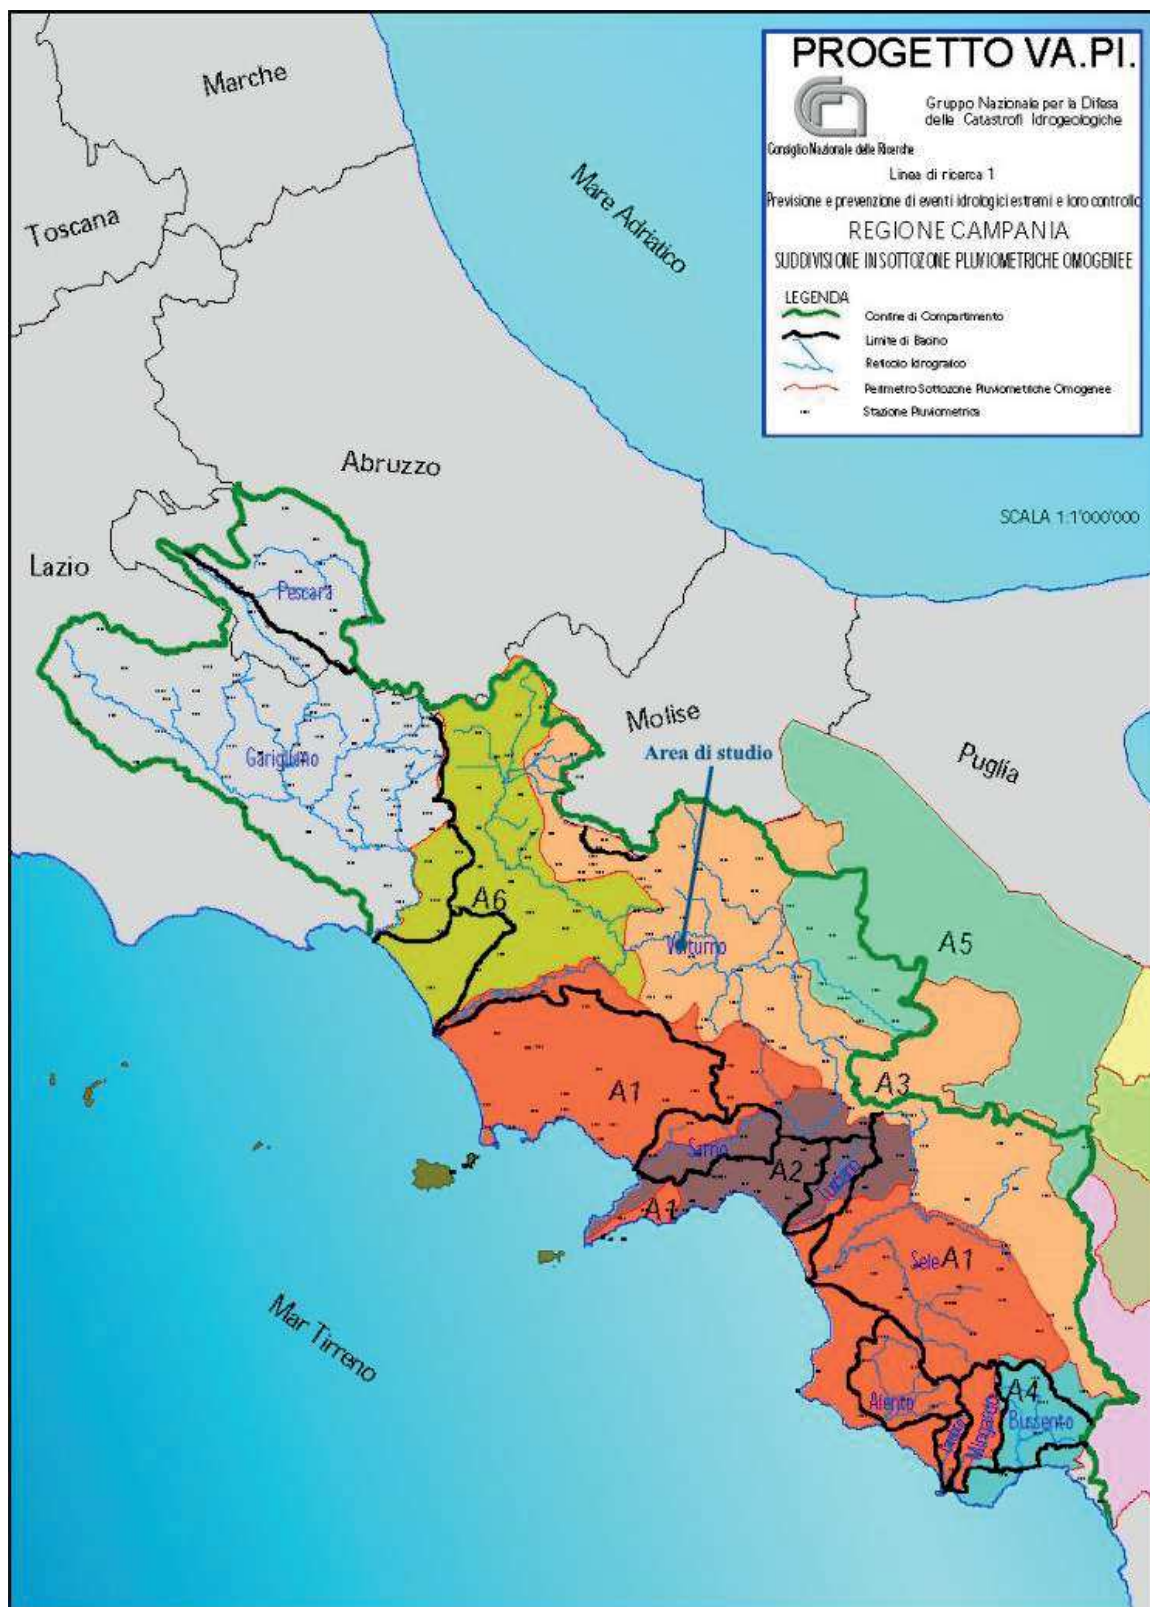 PROGETTO VA.PI.
Gruppo Nazionale per la Difesa
delle Catastrofi Idrogeologiche
Consiglio Nazionale delle Ricerche
Linea di ricerca 1
Previsione e prevenzione di eventi idrologici estremi e loro controllo
REGIONE CAMPANIA
SUDDIVISIONE IN SOTTOZONE PLUVIOMETRICHE OMOGENEE
LEGENDA
Confine di Compartimento
Limite di Bacino
Reticolo Idrografico
Perimetro Sottozone Pluviometriche Omogenee
Stazione Pluviometrica
SCALA 1:1'000'000
Marche
Toscana
Mare Adriatico
Abruzzo
Lazio
Pescara
Molise
Area di studio
Puglia
Garigliano
A6
Volturno
A5
A1
A3
Sarno
A2
Tusciano
A1
Sele
A1
Mar Tirreno
Alento
Mingardo
A4
Bussento